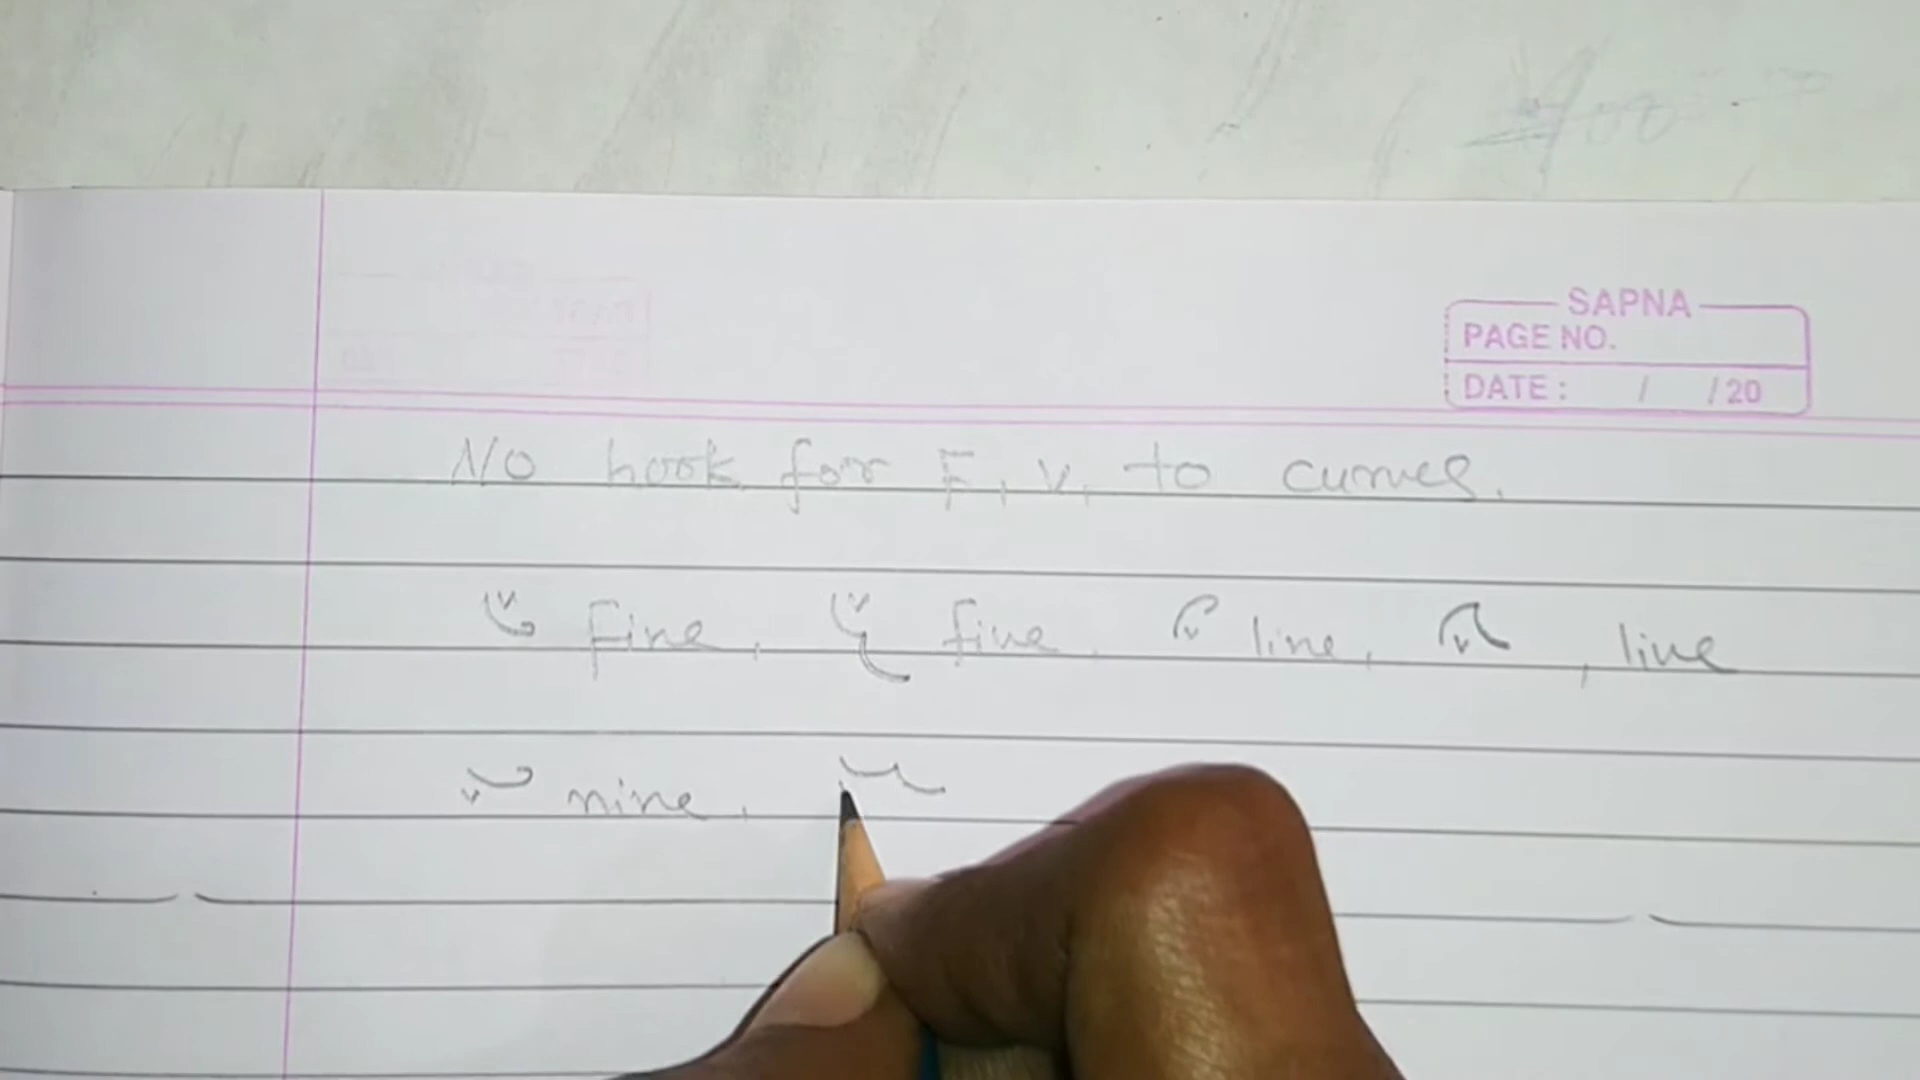 SAPNA
PAGE NO.
DATE: / /20
No hook for F, V, to curves.
fine, five, line, live
nine,